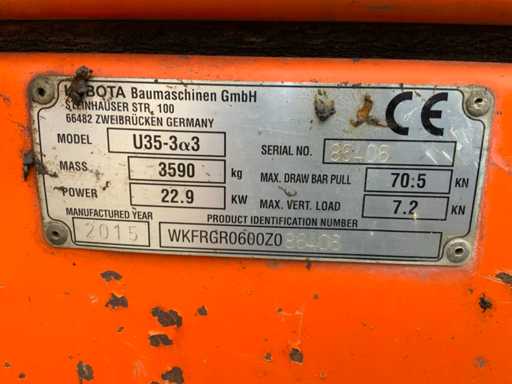 KUBOTA Baumaschinen GmbH
STEINHAUSER STR. 100
66482 ZWEIBRÜCKEN GERMANY
CE
MODEL U35-3α3
SERIAL NO. 86406
MASS 3590 kg
MAX. DRAW BAR PULL 70.5 KN
POWER 22.9 KW
MAX. VERT. LOAD 7.2 KN
MANUFACTURED YEAR 2015
PRODUCT IDENTIFICATION NUMBER
WKFRGR0600Z086406